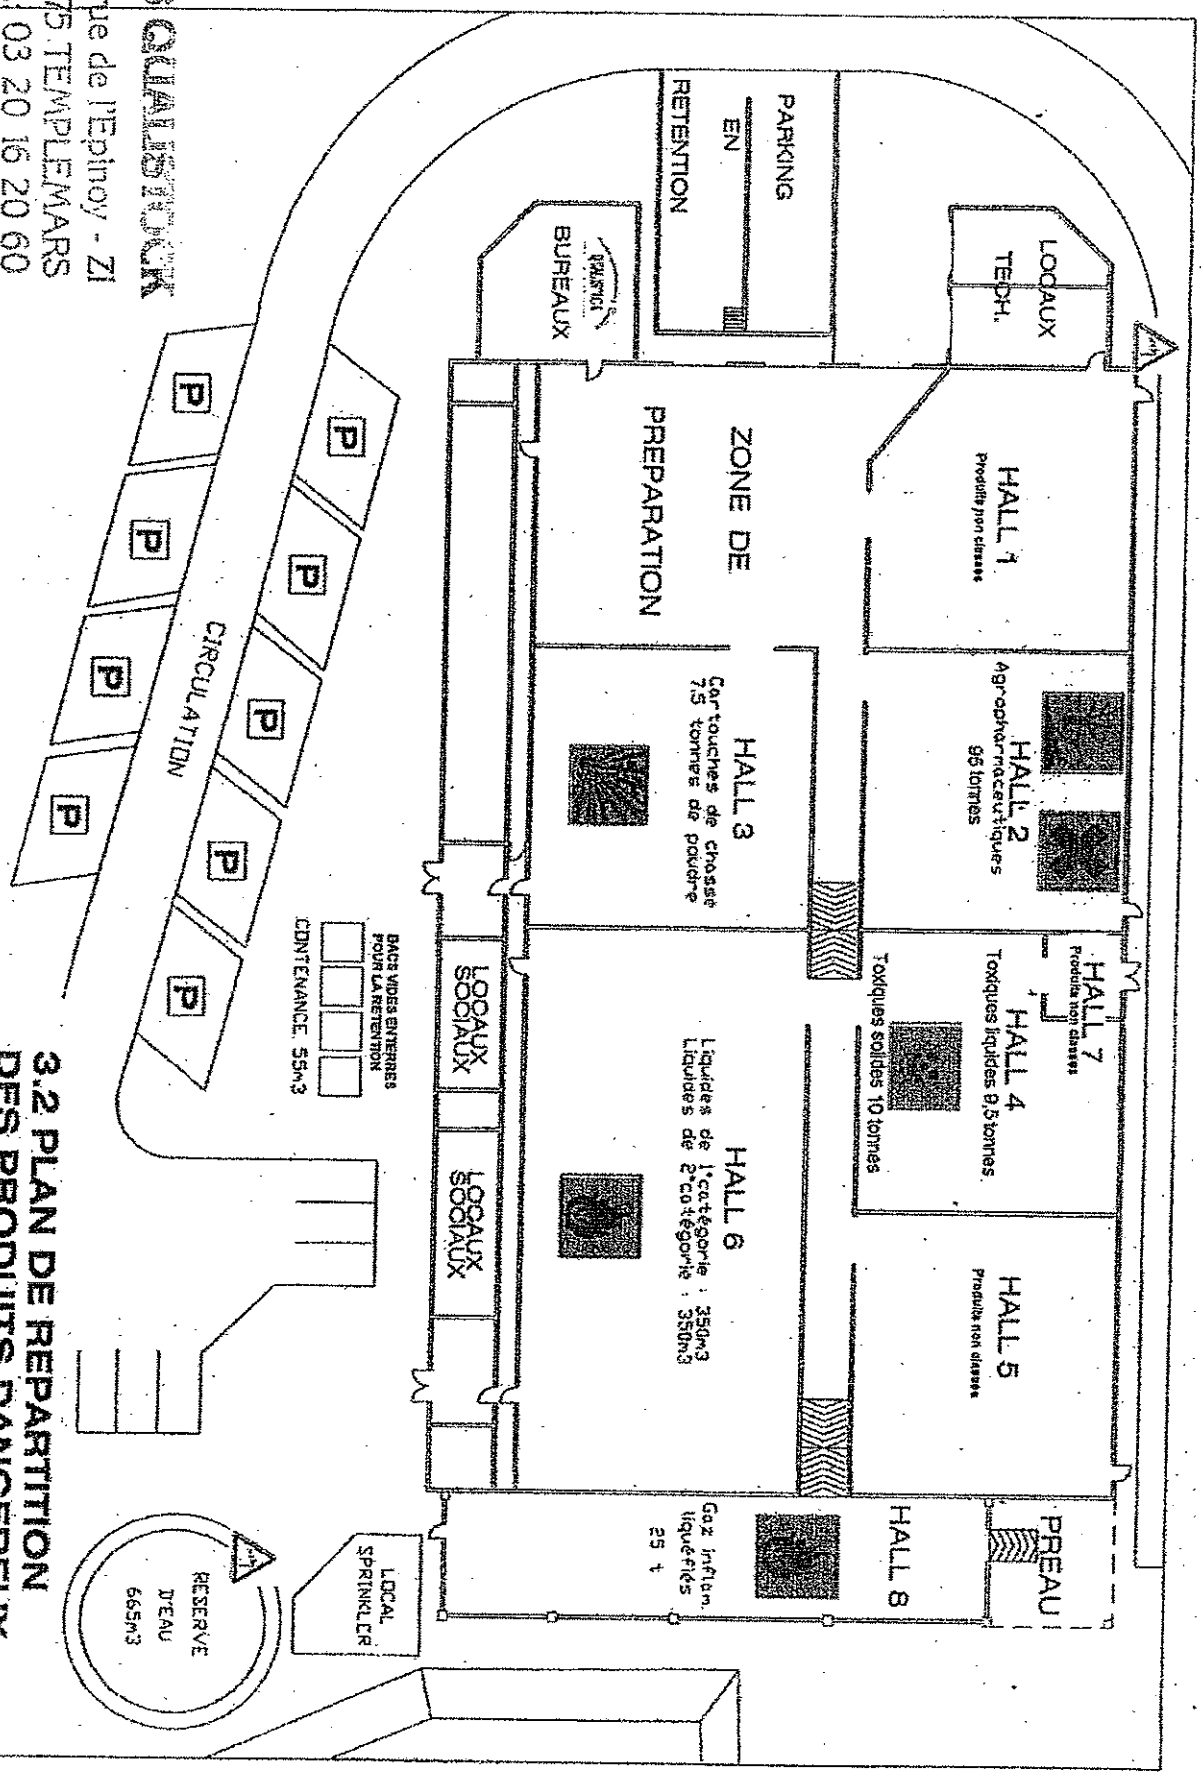 QUALISTOCK
ue de l'Epinoy - ZI
75 TEMPLEMARS
03 20 16 20 60
PARKING
EN
RETENTION
LOCAUX
TECH.
BUREAUX
HALL 1
Produits non classes
ZONE DE
PREPARATION
HALL 2
Agropharmaceutiques
96 tonnes
HALL 3
Cartouches de chasse
7.5 tonnes de poudre
HALL 7
Produits non classes
HALL 4
Toxiques liquides 9,5 tonnes
Toxiques solides 10 tonnes
HALL 6
Liquides de 1°catégorie : 350m3
Liquides de 2°catégorie : 350m3
HALL 5
Produits non classes
HALL 8
Gaz inflam.
liquéfiés
25 t
PREAU
LOCAUX
SOCIAUX
LOCAUX
SOCIAUX
BACS VIDES ENTERRES
POUR LA RETENTION
CONTENANCE 55m3
CIRCULATION
P
P
P
P
P
P
P
P
P
LOCAL
SPRINKLER
RESERVE
D'EAU
665m3
3.2 PLAN DE REPARTITION
DES PRODUITS DANGEREUX